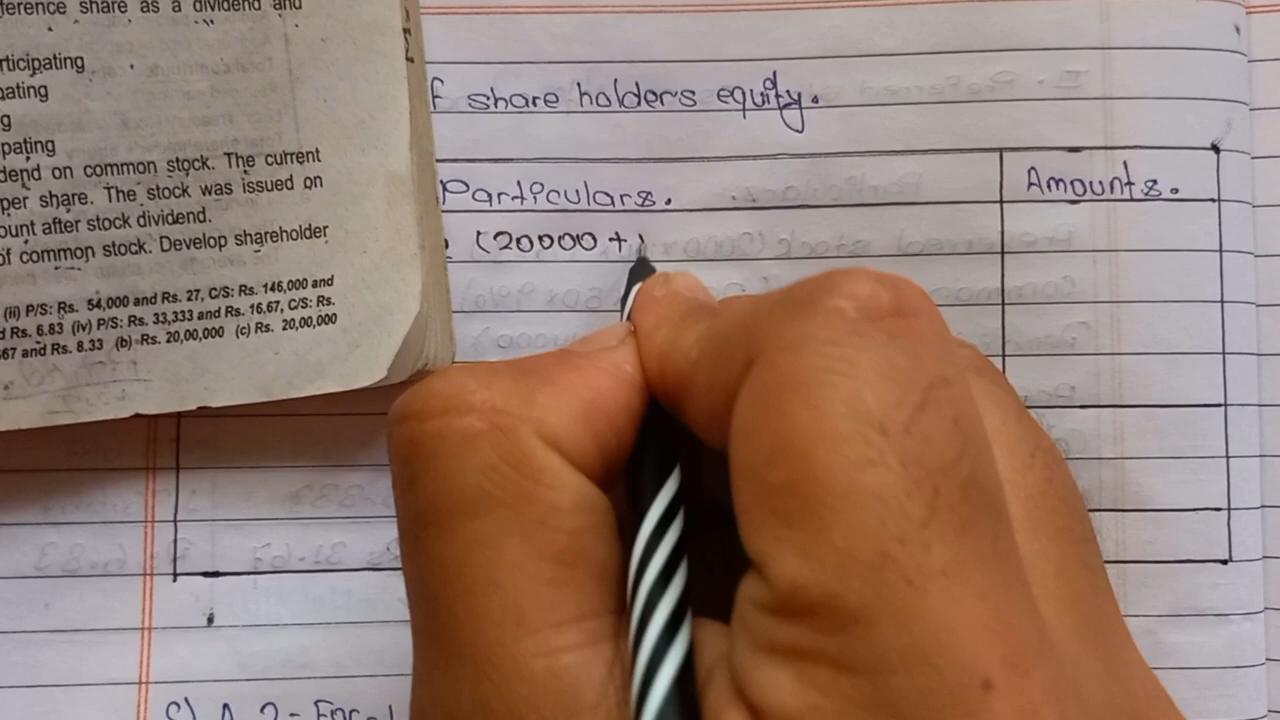 ference share as a dividend and
rticipating
pating
g
pating
dend on common stock. The current
per share. The stock was issued on
ount after stock dividend.
of common stock. Develop shareholder
(ii) P/S: Rs. 54,000 and Rs. 27, C/S: Rs. 146,000 and
d Rs. 6.83 (iv) P/S: Rs. 33,333 and Rs. 16.67, C/S: Rs.
67 and Rs. 8.33 (b) Rs. 20,00,000 (c) Rs. 20,00,000
f share holders equity.
Particulars. Amounts.
(20000 +